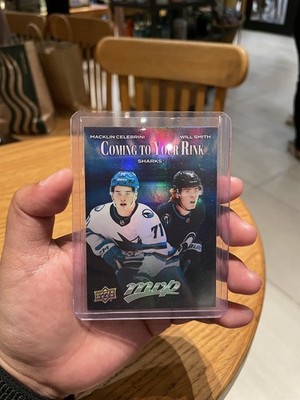 MACKLIN CELEBRINI WILL SMITH
COMING TO YOUR RINK
SHARKS
71
UPPER DECK
mvp